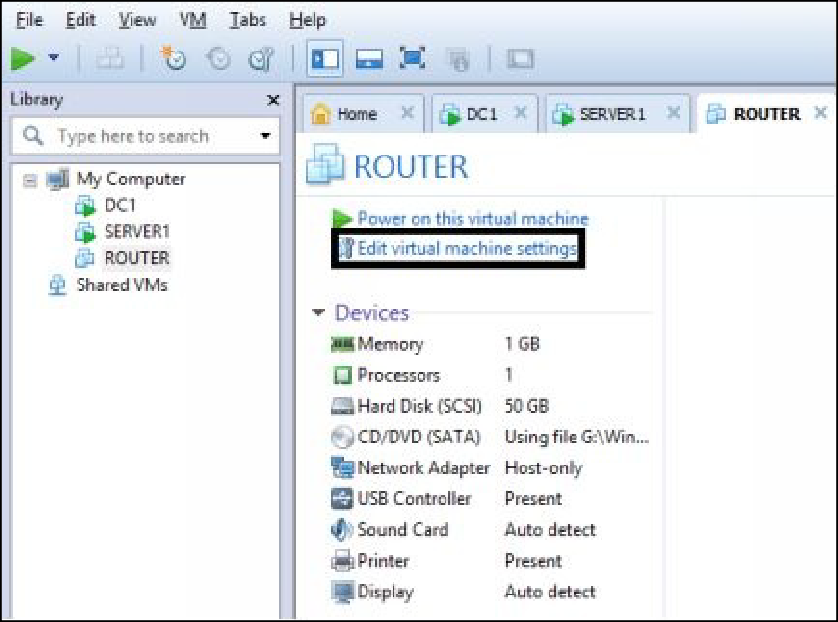 File Edit View VM Tabs Help
Library
Type here to search
My Computer
DC1
SERVER1
ROUTER
Shared VMs
Home DC1 SERVER1 ROUTER
ROUTER
Power on this virtual machine
Edit virtual machine settings
Devices
Memory 1 GB
Processors 1
Hard Disk (SCSI) 50 GB
CD/DVD (SATA) Using file G:\Win...
Network Adapter Host-only
USB Controller Present
Sound Card Auto detect
Printer Present
Display Auto detect